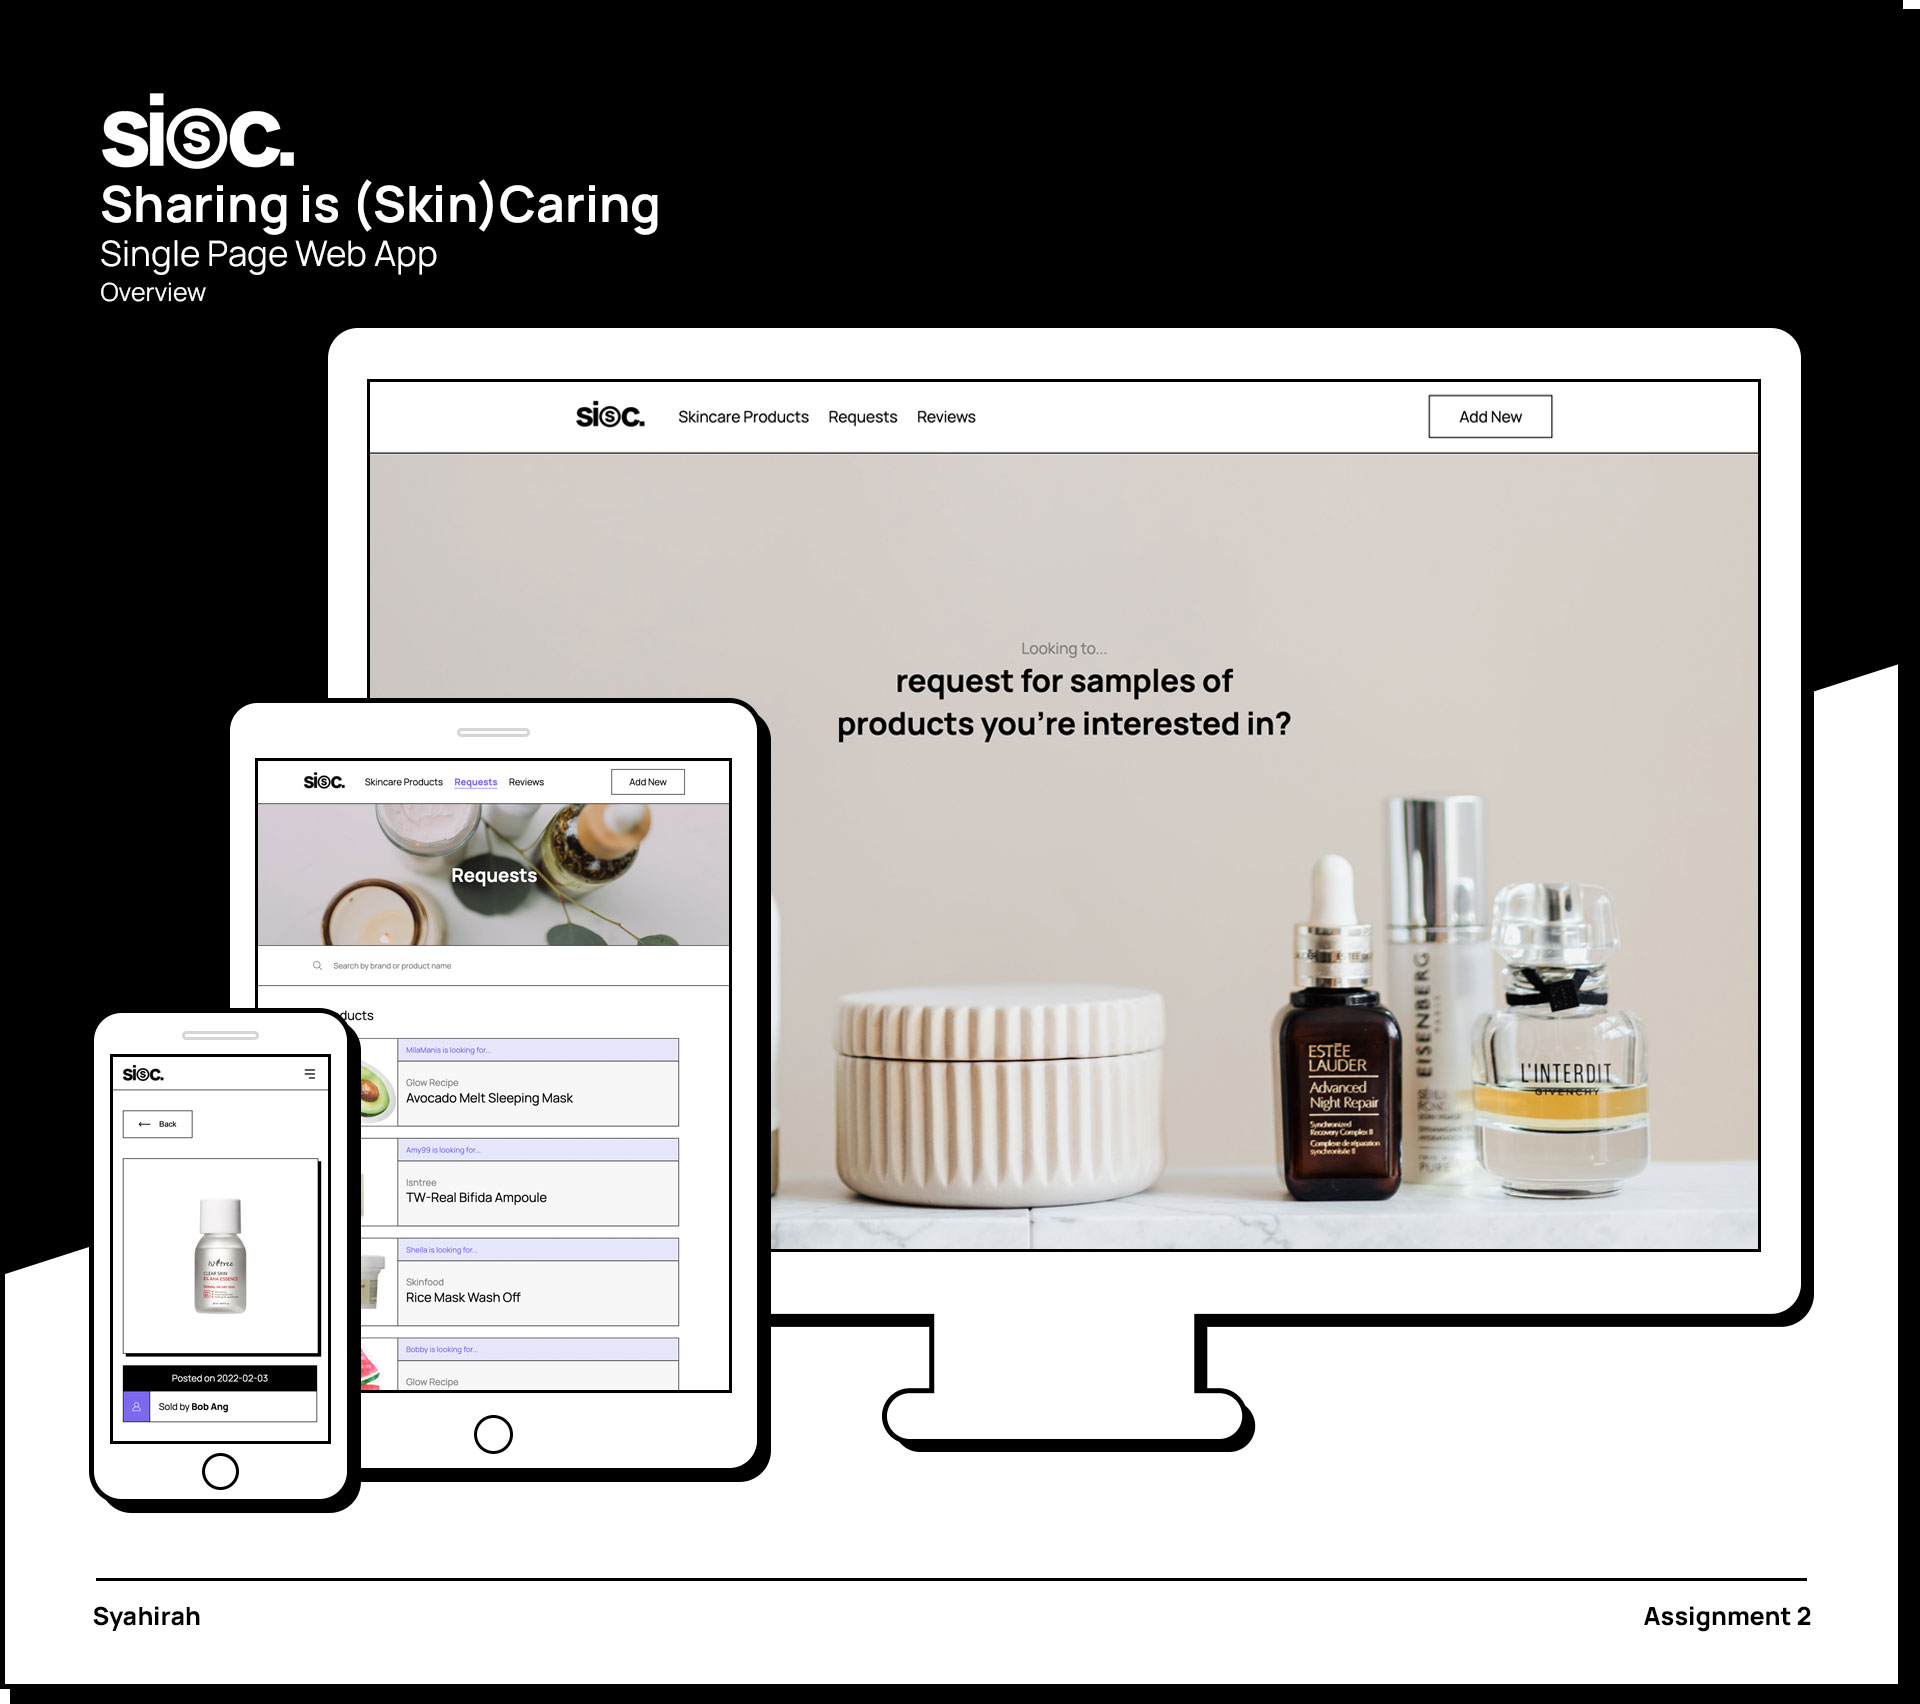 sisc.
Sharing is (Skin)Caring
Single Page Web App
Overview
sisc.
Skincare Products
Requests
Reviews
Add New
Looking to...
request for samples of
products you're interested in?
ESTĒE
LAUDER
Advanced
Night Repair
Synchronized
Recovery Complex II
Complexe de réparation
synchronisée II
EISENBERG
PARIS
L'INTERDIT
GIVENCHY
sisc.
Skincare Products
Requests
Reviews
Add New
Requests
Search by brand or product name
ducts
MilaManis is looking for...
Glow Recipe
Avocado Melt Sleeping Mask
Amy99 is looking for...
Isntree
TW-Real Bifida Ampoule
Sheila is looking for...
Skinfood
Rice Mask Wash Off
Bobby is looking for...
Glow Recipe
sisc.
Back
Isntree
CLEAR SKIN
8% AHA ESSENCE
Posted on 2022-02-03
Sold by Bob Ang
Syahirah
Assignment 2